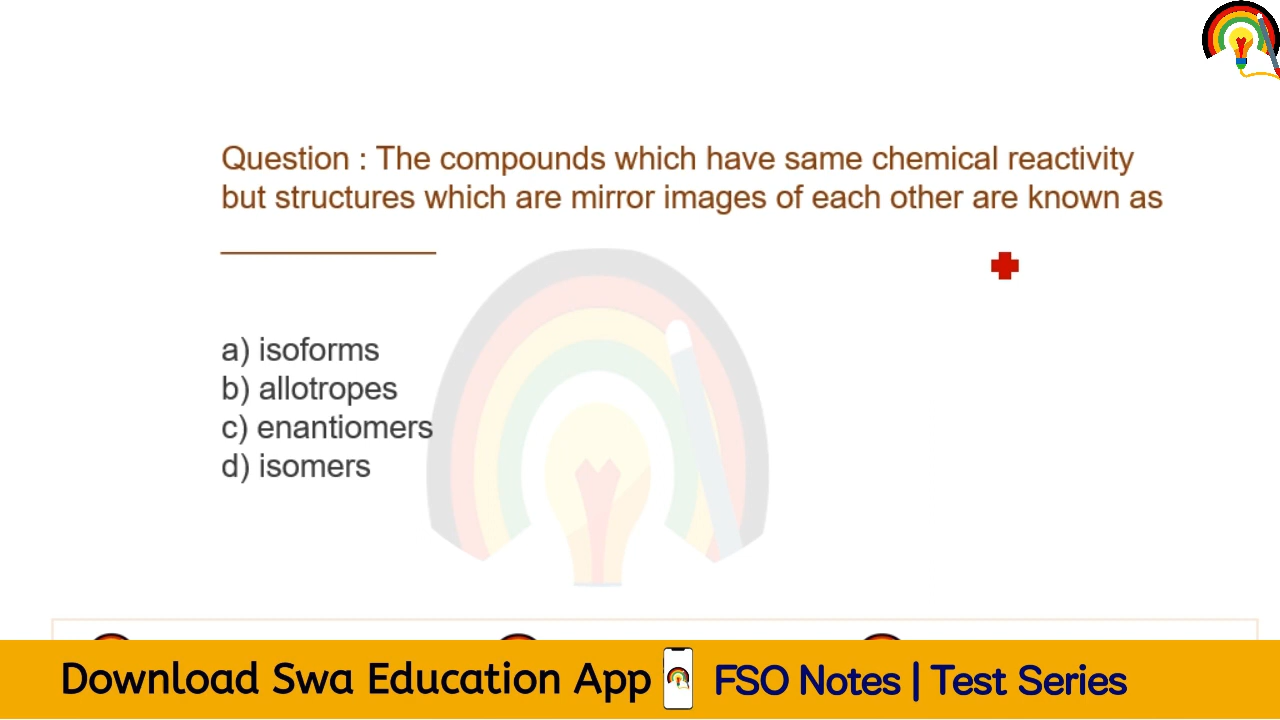 Question : The compounds which have same chemical reactivity
but structures which are mirror images of each other are known as
____________
a) isoforms
b) allotropes
c) enantiomers
d) isomers
Download Swa Education App FSO Notes | Test Series